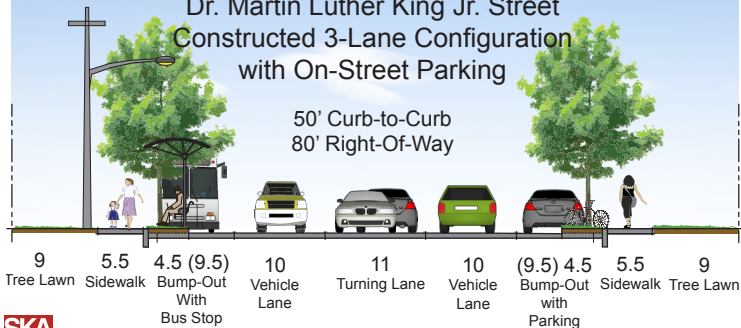 Dr. Martin Luther King Jr. Street
Constructed 3-Lane Configuration
with On-Street Parking
50' Curb-to-Curb
80' Right-Of-Way
9
Tree Lawn
5.5
Sidewalk
4.5 (9.5)
Bump-Out
With
Bus Stop
10
Vehicle
Lane
11
Turning Lane
10
Vehicle
Lane
(9.5) 4.5
Bump-Out
with
Parking
5.5
Sidewalk
9
Tree Lawn
SKA